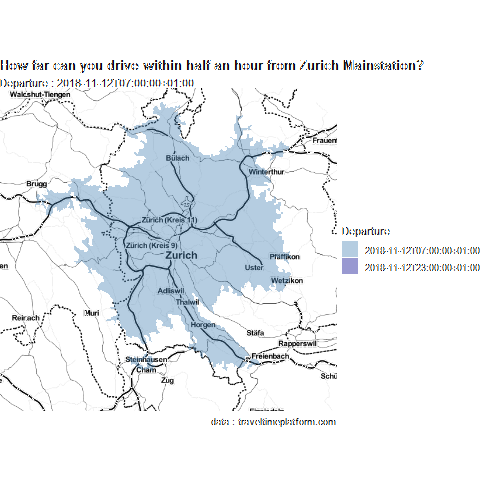 How far can you drive within half an hour from Zurich Mainstation?
Departure : 2018-11-12T07:00:00+01:00
Waldshut-Tiengen
Frauen
Bülach
Winterthur
Brugg
Zürich (Kreis 11)
Departure
Zürich (Kreis 9)
2018-11-12T07:00:00+01:00
Zurich
Pfäffikon
Uster
2018-11-12T23:00:00+01:00
en
Wetzikon
Adliswil
Thalwil
Muri
Reinach
Horgen
Stäfa
Rapperswil
Steinhausen
Freienbach
Cham
Zug
Schü
data : traveltimeplatform.com